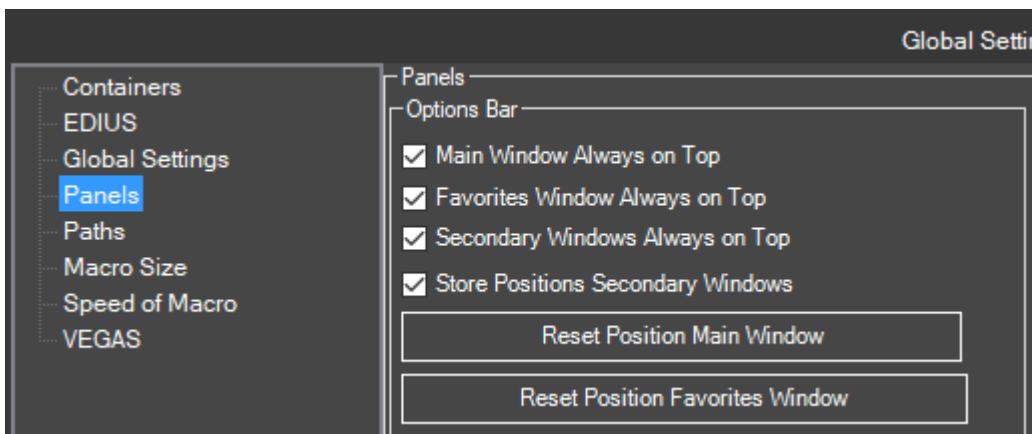 Global Setti
Containers
EDIUS
Global Settings
Panels
Paths
Macro Size
Speed of Macro
VEGAS
Panels
Options Bar
Main Window Always on Top
Favorites Window Always on Top
Secondary Windows Always on Top
Store Positions Secondary Windows
Reset Position Main Window
Reset Position Favorites Window